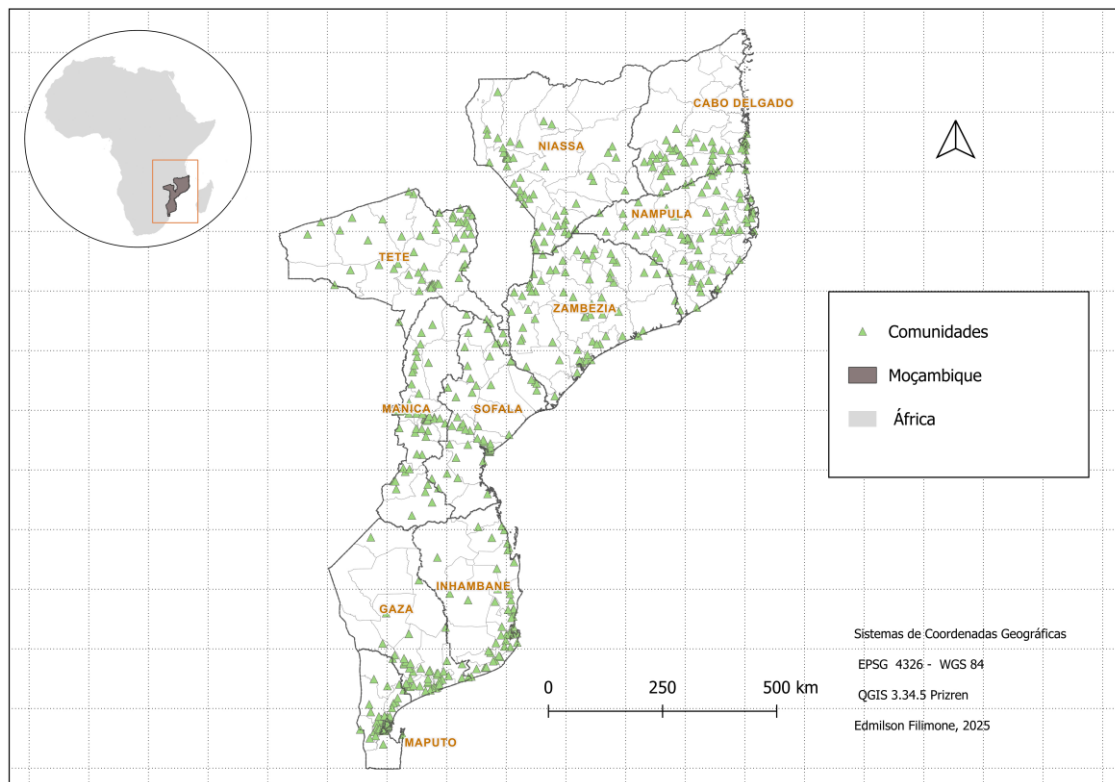 CABO DELGADO
NIASSA
NAMPULA
TETE
ZAMBEZIA
MANICA
SOFALA
INHAMBANE
GAZA
MAPUTO
Comunidades
Moçambique
África
Sistemas de Coordenadas Geográficas
EPSG 4326 - WGS 84
QGIS 3.34.5 Prizren
Edmilson Filimone, 2025
0 250 500 km